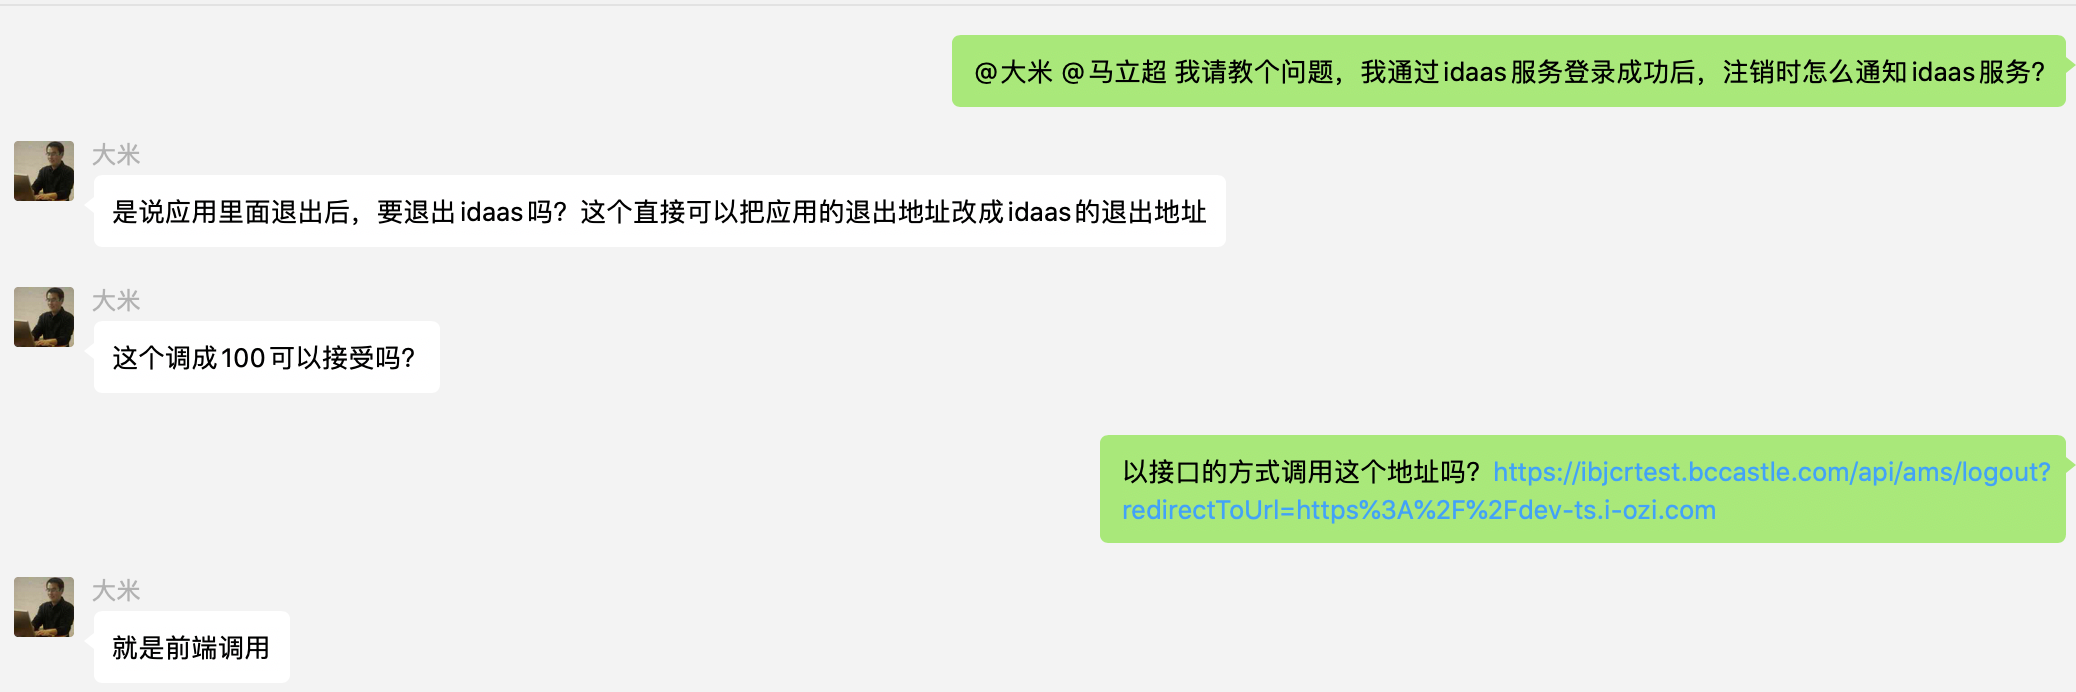 @大米 @马立超 我请教个问题，我通过idaas服务登录成功后，注销时怎么通知idaas服务？
大米
是说应用里面退出后，要退出idaas吗？这个直接可以把应用的退出地址改成idaas的退出地址
大米
这个调成100可以接受吗？
以接口的方式调用这个地址吗？https://ibjcrtest.bccastle.com/api/ams/logout?
redirectToUrl=https%3A%2F%2Fdev-ts.i-ozi.com
大米
就是前端调用